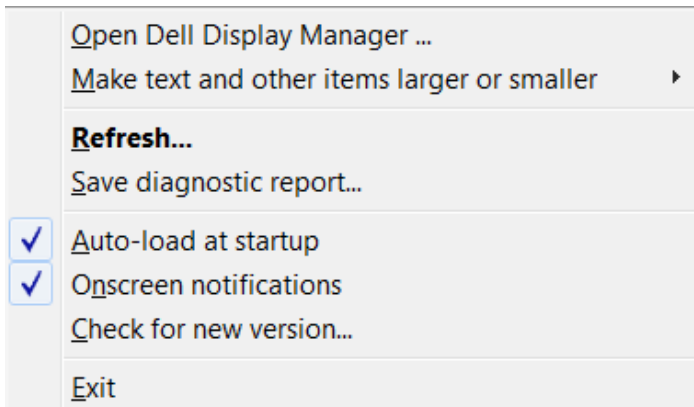 Open Dell Display Manager ...
Make text and other items larger or smaller
Refresh...
Save diagnostic report...
Auto-load at startup
Onscreen notifications
Check for new version...
Exit